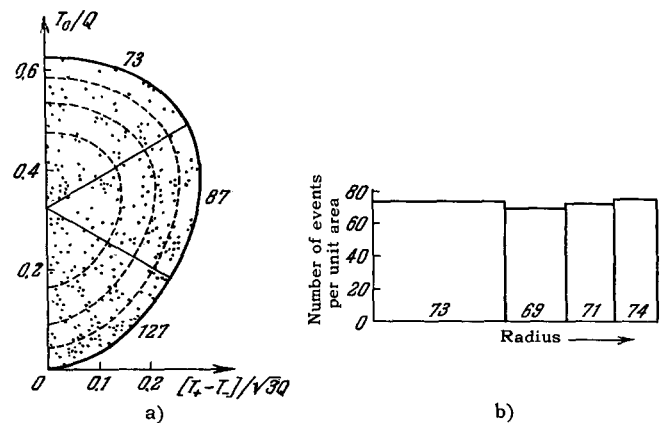 T₀/Q
73
0,6
0,4
87
0,2
127
0
0,1
0,2
[T₊-T₋]/√3Q
a)
Number of events
per unit area
80
60
40
20
0
73
69
71
74
Radius
b)